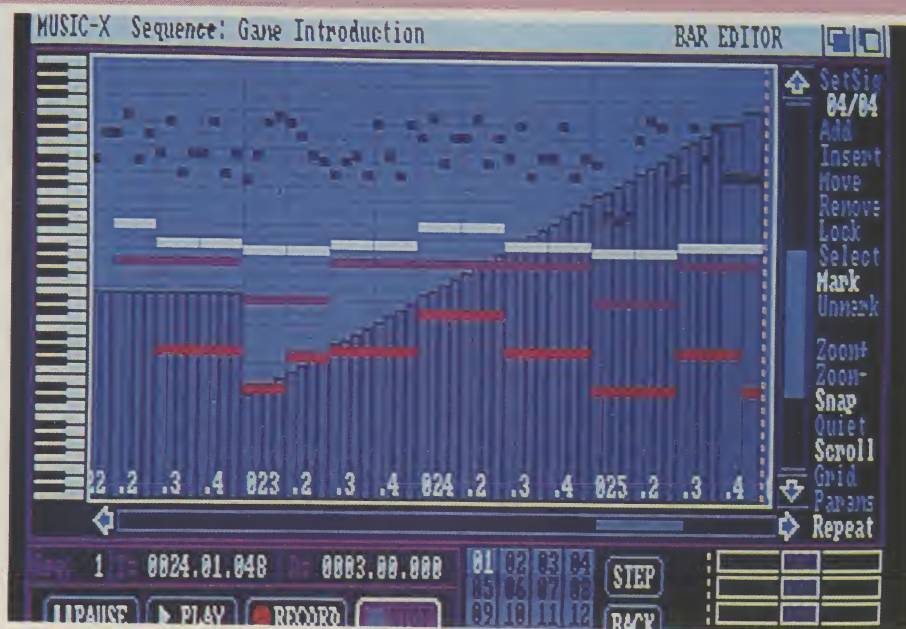 MUSIC-X Sequence: Game Introduction BAR EDITOR
SetSig
04/04
Add
Insert
Move
Remove
Lock
Select
Mark
Unmark
Zoom+
Zoom-
Snap
Quiet
Scroll
Grid
Params
Repeat
22 .2 .3 .4 023 .2 .3 .4 024 .2 .3 .4 025 .2 .3 .4
1 0024.01.048 0003.00.000
01 02 03 04
05 06 07 08
09 10 11 12
STEP
BACK
PAUSE PLAY RECORD